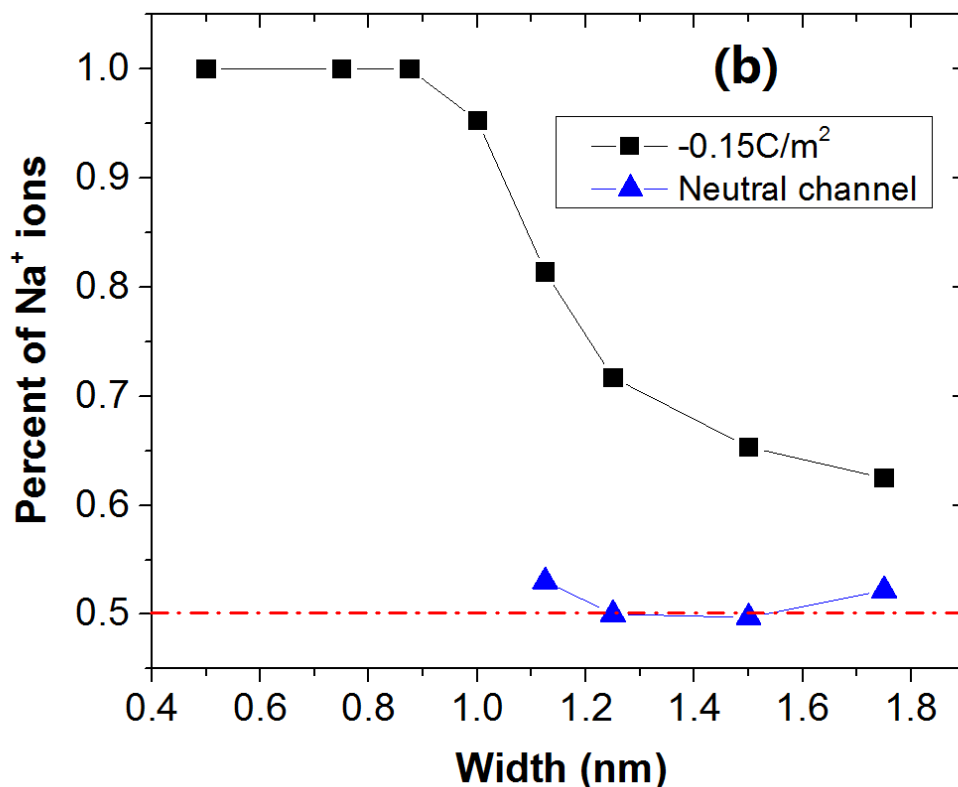 (b)
-0.15C/m²
Neutral channel
Percent of Na⁺ ions
1.0
0.9
0.8
0.7
0.6
0.5
0.4 0.6 0.8 1.0 1.2 1.4 1.6 1.8
Width (nm)